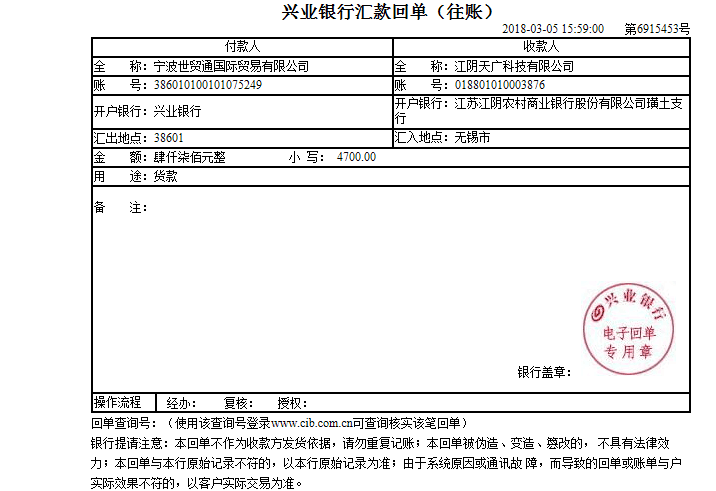 兴业银行汇款回单（往账）
2018-03-05 15:59:00 第6915453号
付款人 收款人
全 称：宁波世贸通国际贸易有限公司 全 称：江阴天广科技有限公司
账 号：386010100101075249 账 号：018801010003876
开户银行：兴业银行 开户银行：江苏江阴农村商业银行股份有限公司璜土支
行
汇出地点：38601 汇入地点：无锡市
金 额：肆仟柒佰元整 小 写： 4700.00
用 途：货款
备 注：
兴业银行
电子回单
专用章
银行盖章：
操作流程 经办： 复核： 授权：
回单查询号：（使用该查询号登录www.cib.com.cn可查询核实该笔回单）
银行提请注意：本回单不作为收款方发货依据，请勿重复记账；本回单被伪造、变造、篡改的， 不具有法律效
力；本回单与本行原始记录不符的，以本行原始记录为准；由于系统原因或通讯故 障，而导致的回单或账单与户
实际效果不符的，以客户实际交易为准。